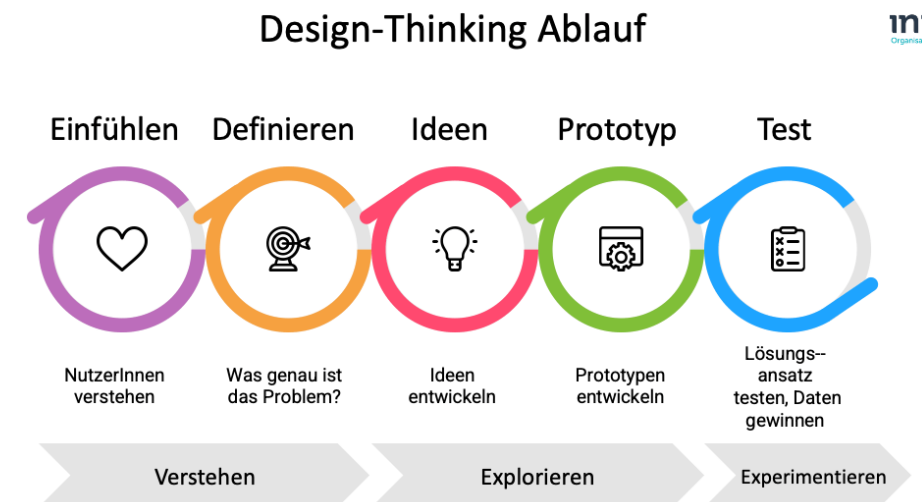 Design-Thinking Ablauf
Einfühlen
Definieren
Ideen
Prototyp
Test
NutzerInnen
verstehen
Was genau ist
das Problem?
Ideen
entwickeln
Prototypen
entwickeln
Lösungs--
ansatz
testen, Daten
gewinnen
Verstehen
Explorieren
Experimentieren